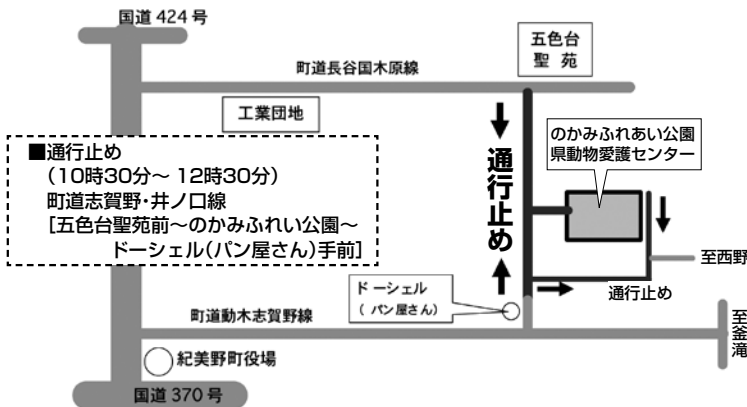 国道 424 号
五色台
聖 苑
町道長谷国木原線
工業団地
■通行止め
(10時30分〜 12時30分)
町道志賀野・井ノ口線
[五色台聖苑前〜のかみふれい公園〜
ドーシェル(パン屋さん)手前]
通行止め
のかみふれあい公園
県動物愛護センター
至西野
通行止め
ドーシェル
( パン屋さん)
町道動木志賀野線
至釜滝
紀美野町役場
国道 370 号